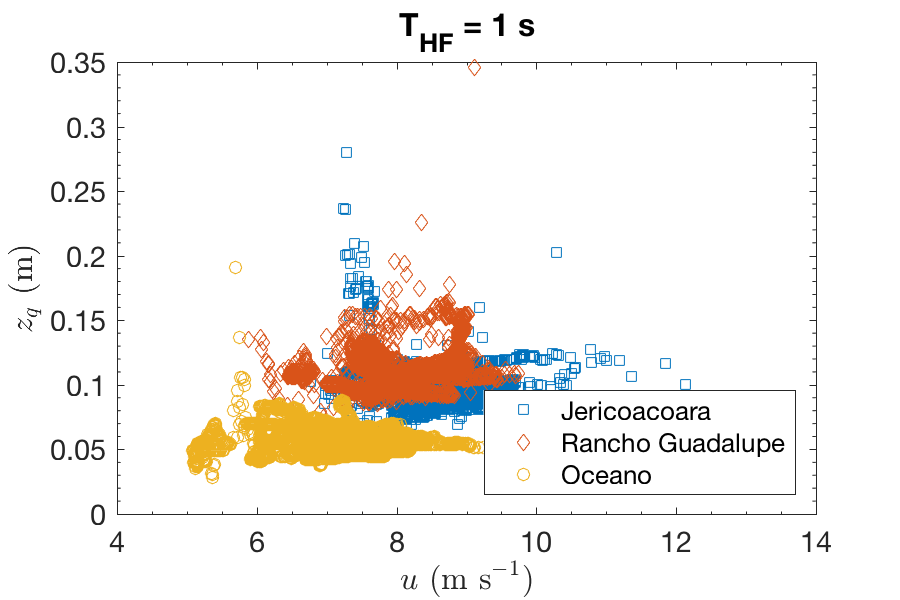 T_HF = 1 s
0.35
0.3
0.25
0.2
0.15
0.1
0.05
0
z_q (m)
4 6 8 10 12 14
u (m s⁻¹)
Jericoacoara
Rancho Guadalupe
Oceano